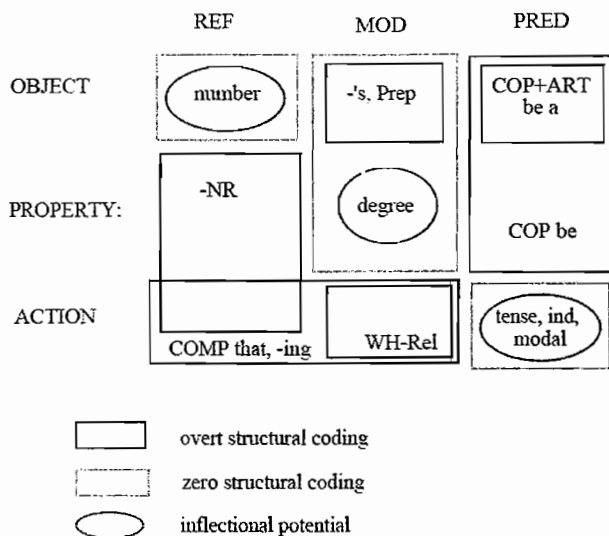 REF MOD PRED
OBJECT number -'s, Prep COP+ART
be a
PROPERTY: -NR degree
COP be
ACTION tense, ind,
modal
COMP that, -ing WH-Rel
overt structural coding
zero structural coding
inflectional potential